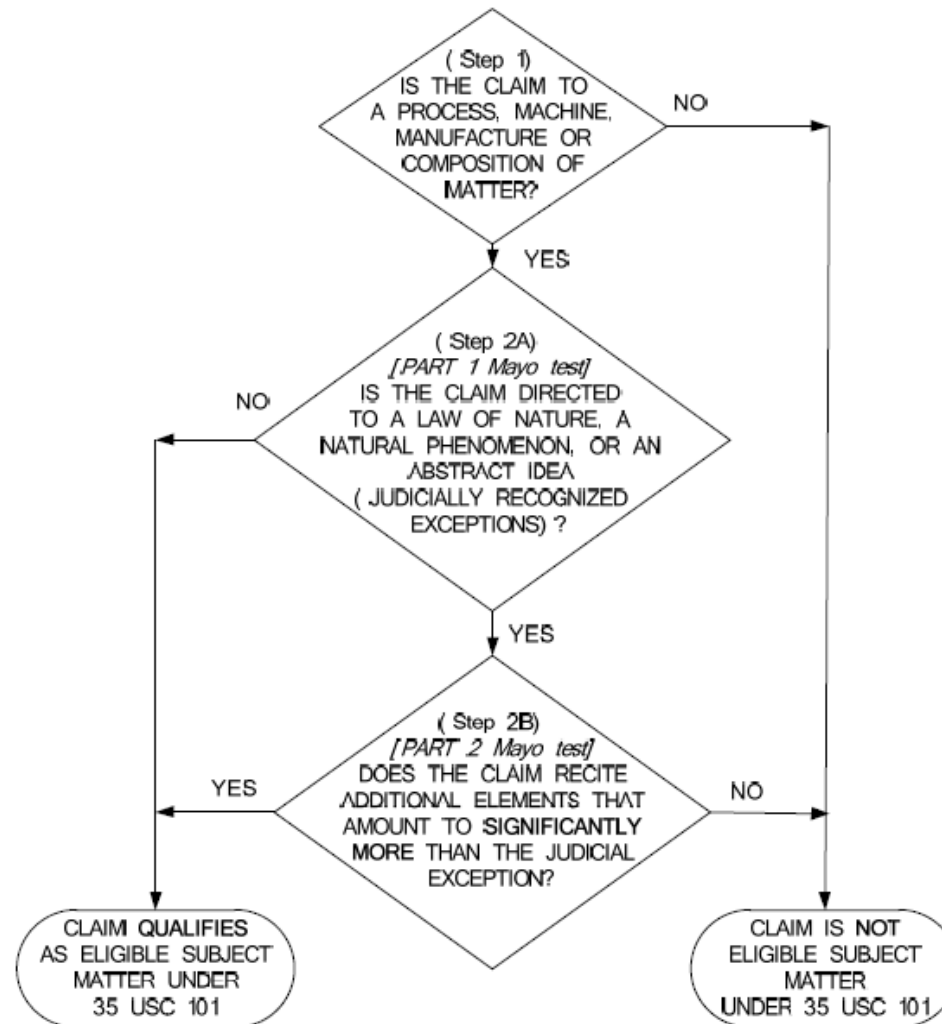 ( Step 1)
IS THE CLAIM TO
A PROCESS, MACHINE,
MANUFACTURE OR
COMPOSITION OF
MATTER?
NO
YES
( Step 2A)
[PART 1 Mayo test]
IS THE CLAIM DIRECTED
TO A LAW OF NATURE, A
NATURAL PHENOMENON, OR AN
ABSTRACT IDEA
( JUDICIALLY RECOGNIZED
EXCEPTIONS) ?
NO
YES
( Step 2B)
[PART 2 Mayo test]
DOES THE CLAIM RECITE
ADDITIONAL ELEMENTS THAT
AMOUNT TO SIGNIFICANTLY
MORE THAN THE JUDICIAL
EXCEPTION?
YES
NO
CLAIM QUALIFIES
AS ELIGIBLE SUBJECT
MATTER UNDER
35 USC 101
CLAIM IS NOT
ELIGIBLE SUBJECT
MATTER
UNDER 35 USC 101